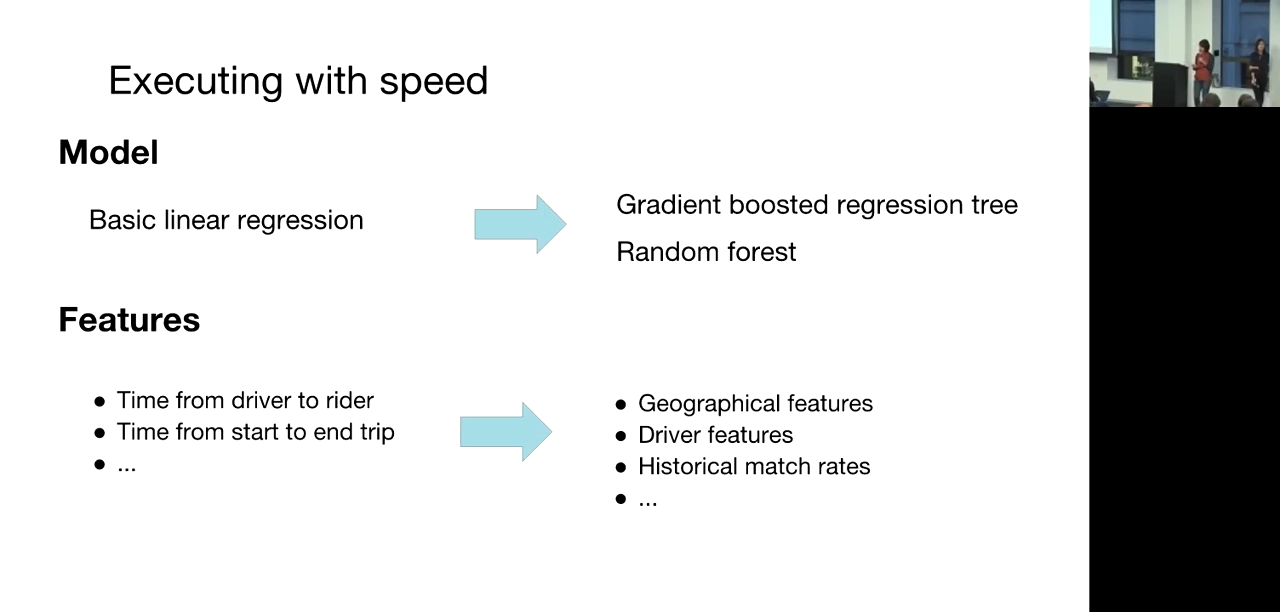 Executing with speed
Model
Basic linear regression
Gradient boosted regression tree
Random forest
Features
● Time from driver to rider
● Time from start to end trip
● ...
● Geographical features
● Driver features
● Historical match rates
● ...